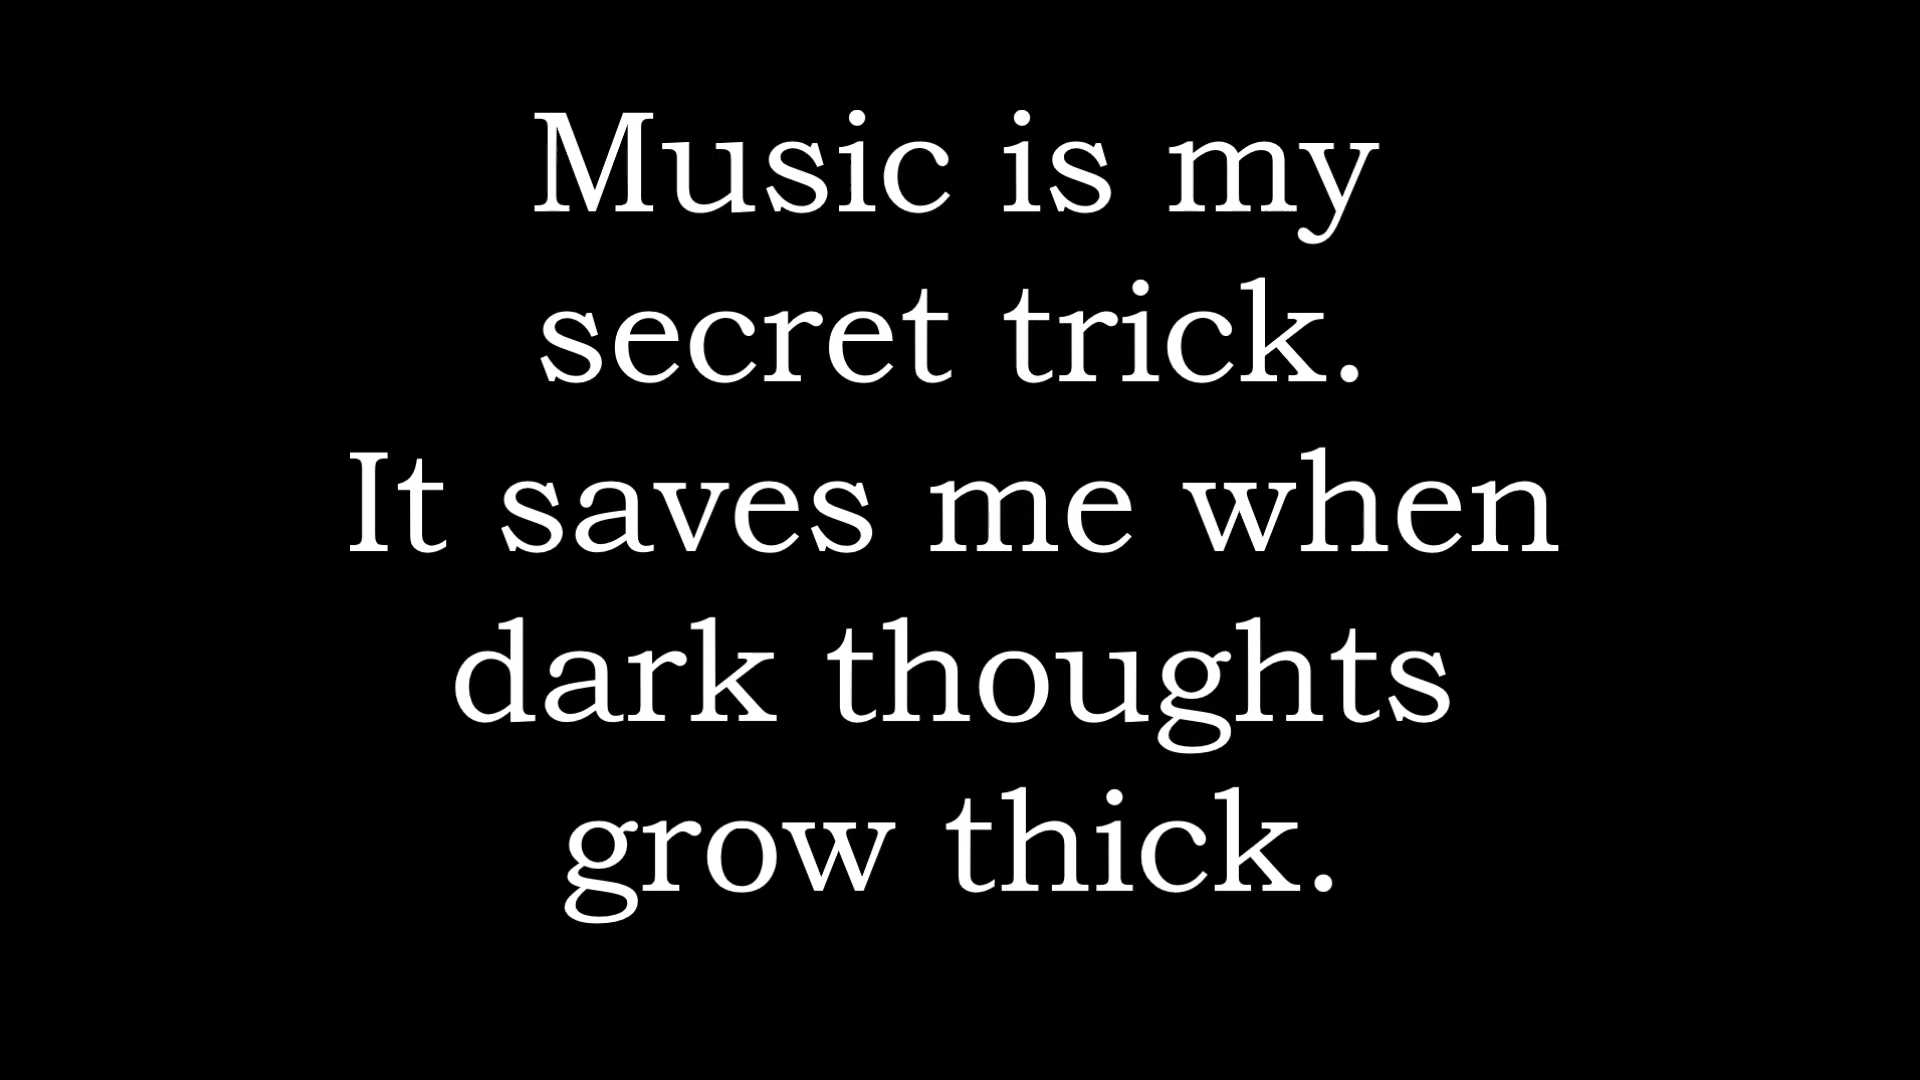 Music is my
secret trick.
It saves me when
dark thoughts
grow thick.